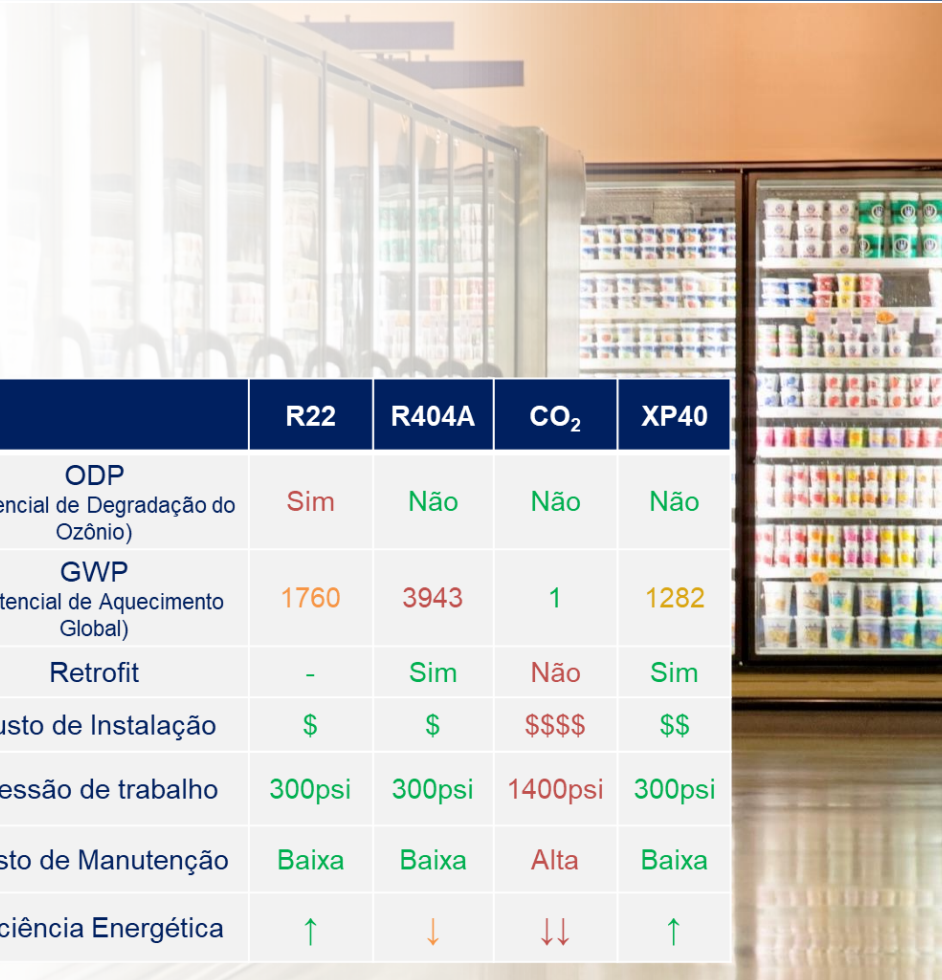 R22 R404A CO₂ XP40
ODP
encial de Degradação do
Ozônio)
Sim Não Não Não
GWP
tencial de Aquecimento
Global)
1760 3943 1 1282
Retrofit - Sim Não Sim
usto de Instalação $ $ $$$$ $$
essão de trabalho 300psi 300psi 1400psi 300psi
sto de Manutenção Baixa Baixa Alta Baixa
ciência Energética ↑ ↓ ↓↓ ↑